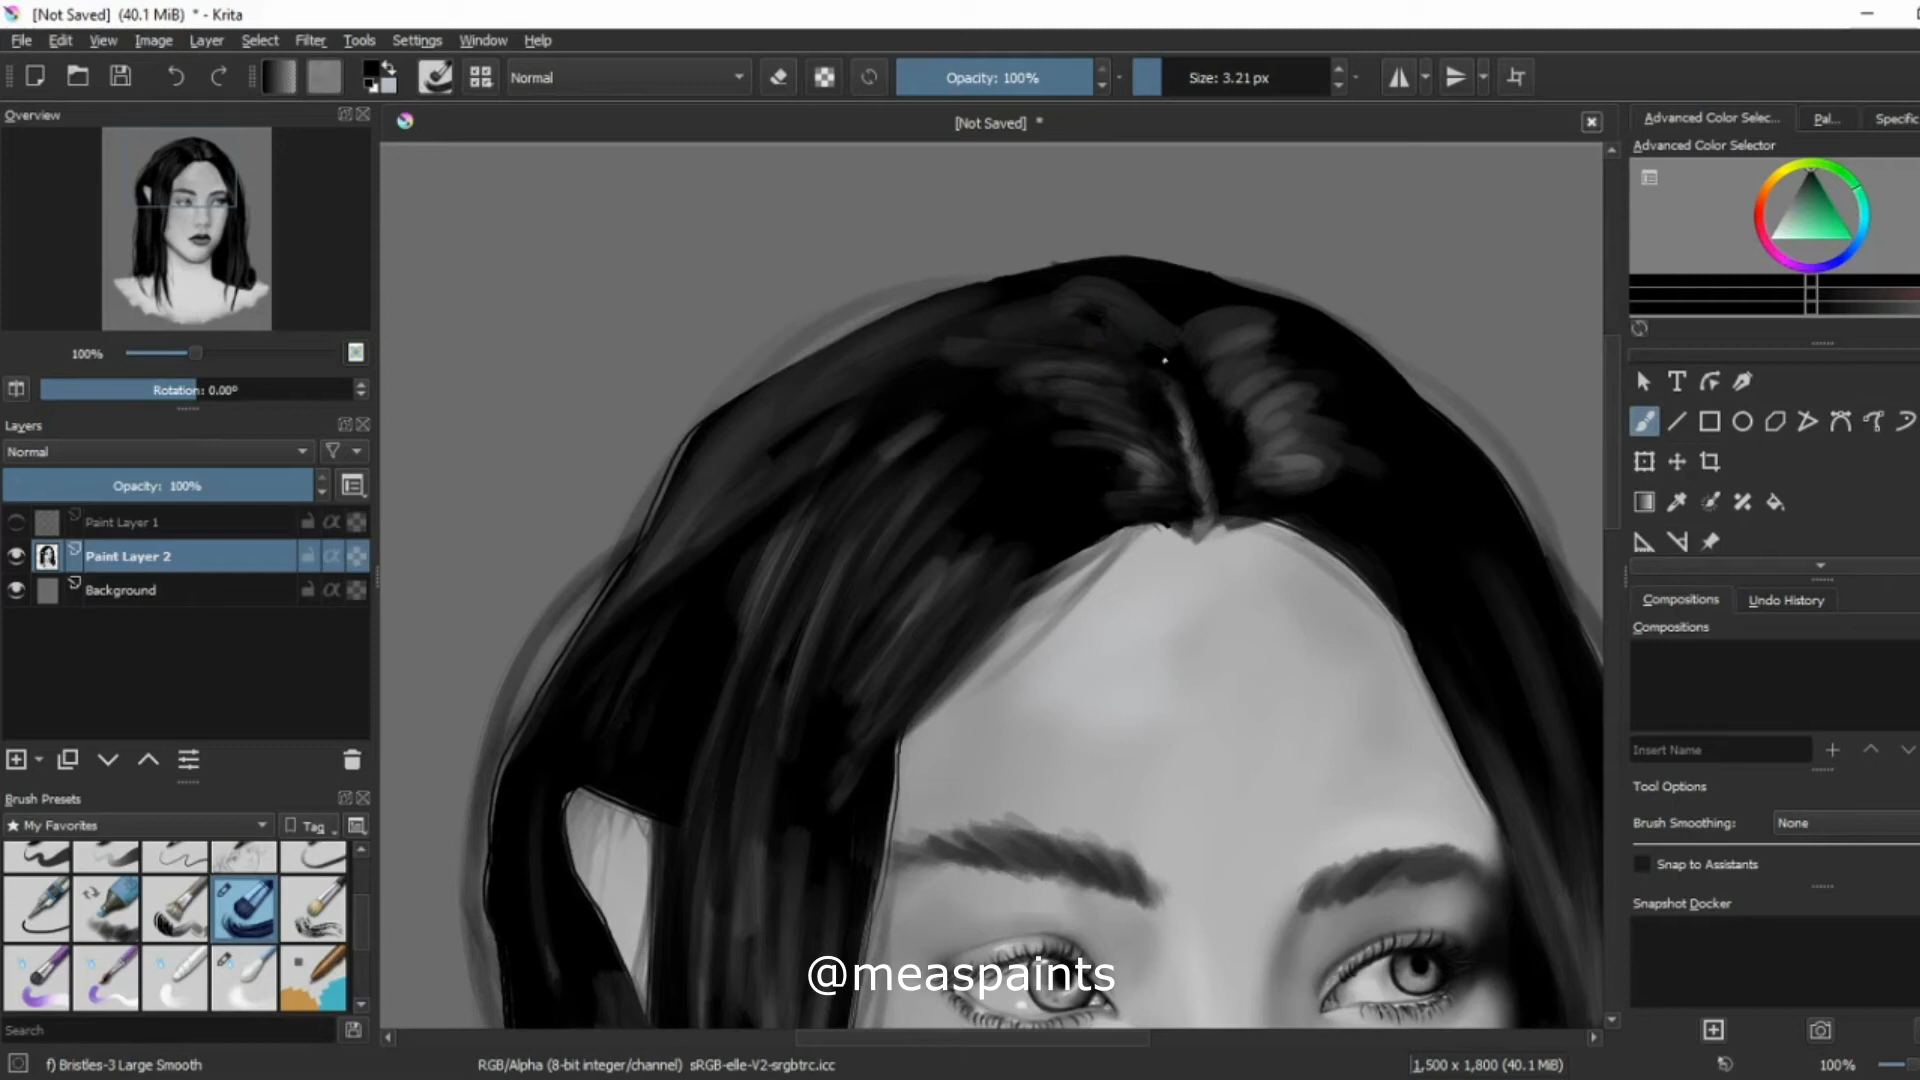 [Not Saved]  (40.1 MiB)  * - Krita
File Edit View Image Layer Select Filter Tools Settings Window Help
Normal Opacity: 100% Size: 3.21 px
Overview
[Not Saved] *
100%
Rotation: 0.00°
Layers
Normal
Opacity: 100%
Paint Layer 1
Paint Layer 2
Background
Brush Presets
★ My Favorites
Tag
Search
f) Bristles-3 Large Smooth
@measpaints
RGB/Alpha (8-bit integer/channel) sRGB-elle-V2-srgbtrc.icc
1,500 x 1,800 (40.1 MiB)
Advanced Color Selec... Pal... Specific
Advanced Color Selector
Compositions Undo History
Compositions
Insert Name
Tool Options
Brush Smoothing: None
Snap to Assistants
Snapshot Docker
100%